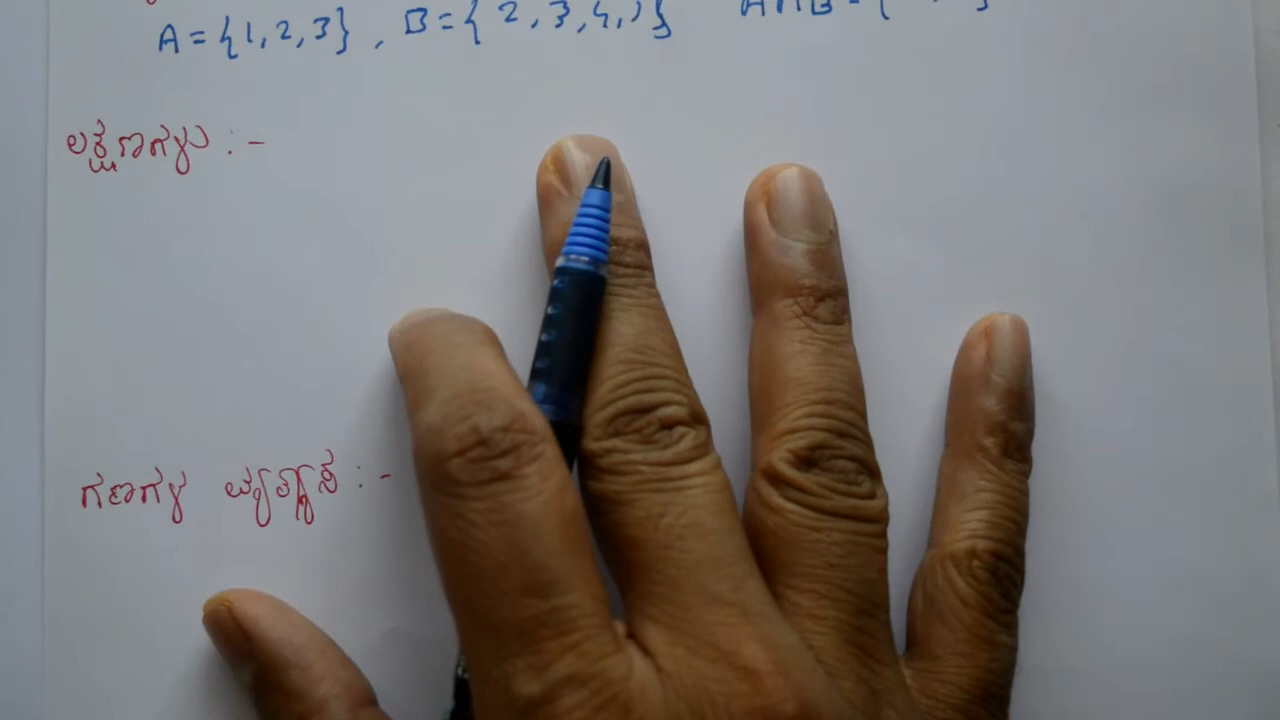 A = {1, 2, 3} , B = { 2, 3, 4, 5} A ∩ B = {
ಲಕ್ಷಣಗಳು :-
ಗಣಗಳ ವ್ಯತ್ಯಾಸ :-